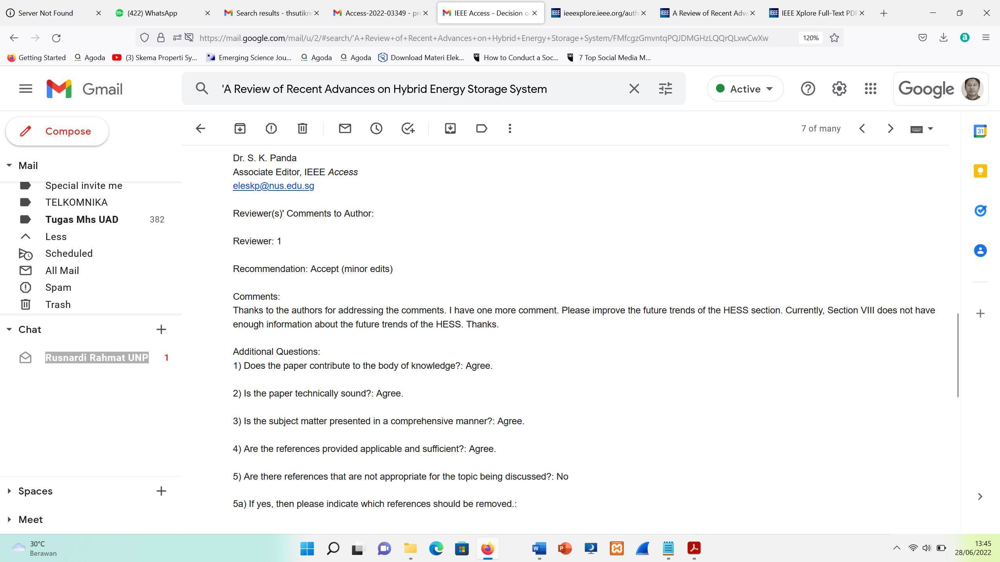 Server Not Found
(422) WhatsApp
Search results - thsutikn
Access-2022-03349 - pr
IEEE Access - Decision o
ieeexplore.ieee.org/auth
A Review of Recent Adva
IEEE Xplore Full-Text PDF
https://mail.google.com/mail/u/2/#search/'A+Review+of+Recent+Advances+on+Hybrid+Energy+Storage+System/FMfcgzGmvntqPQJDMGHzLQQrQLxwCwXw
120%
Getting Started
Agoda
(3) Skema Properti Sy...
Emerging Science Jou...
Agoda
Agoda
Download Materi Elek...
How to Conduct a Soc...
7 Top Social Media M...
Gmail
'A Review of Recent Advances on Hybrid Energy Storage System
Active
Google
Compose
7 of many
31
Mail
Special invite me
TELKOMNIKA
Tugas Mhs UAD 382
Less
Scheduled
All Mail
Spam
Trash
Chat
Rusnardi Rahmat UNP 1
Spaces
Meet
Dr. S. K. Panda
Associate Editor, IEEE Access
eleskp@nus.edu.sg
Reviewer(s)' Comments to Author:
Reviewer: 1
Recommendation: Accept (minor edits)
Comments:
Thanks to the authors for addressing the comments. I have one more comment. Please improve the future trends of the HESS section. Currently, Section VIII does not have
enough information about the future trends of the HESS. Thanks.
Additional Questions:
1) Does the paper contribute to the body of knowledge?: Agree.
2) Is the paper technically sound?: Agree.
3) Is the subject matter presented in a comprehensive manner?: Agree.
4) Are the references provided applicable and sufficient?: Agree.
5) Are there references that are not appropriate for the topic being discussed?: No
5a) If yes, then please indicate which references should be removed.:
30°C
Berawan
13:45
28/06/2022